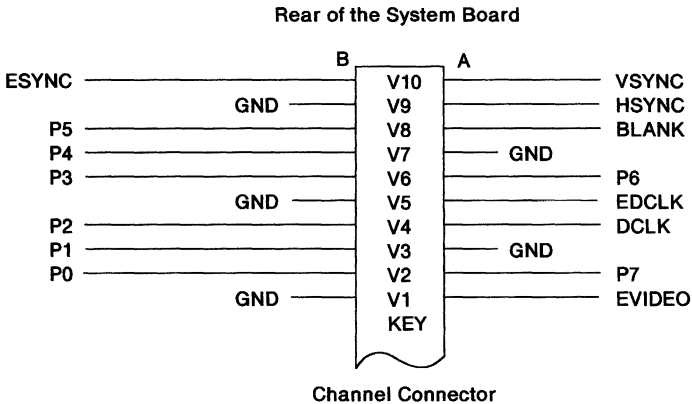 Rear of the System Board
B A
ESYNC V10 VSYNC
GND V9 HSYNC
P5 V8 BLANK
P4 V7 GND
P3 V6 P6
GND V5 EDCLK
P2 V4 DCLK
P1 V3 GND
P0 V2 P7
GND V1 EVIDEO
KEY
Channel Connector